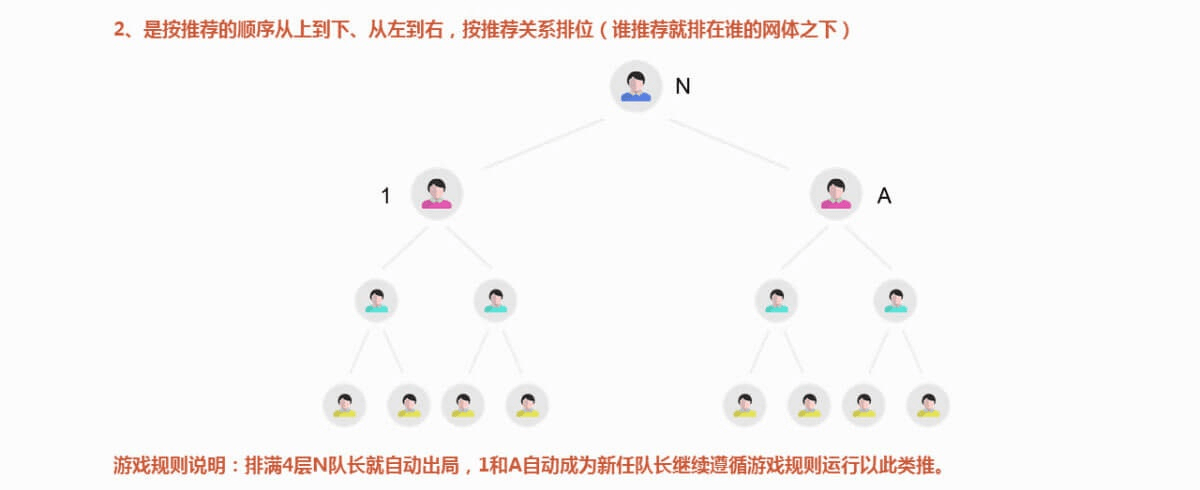 2、是按推荐的顺序从上到下、从左到右，按推荐关系排位（谁推荐就排在谁的网体之下）
N
1
A
游戏规则说明：排满4层N队长就自动出局，1和A自动成为新任队长继续遵循游戏规则运行以此类推。